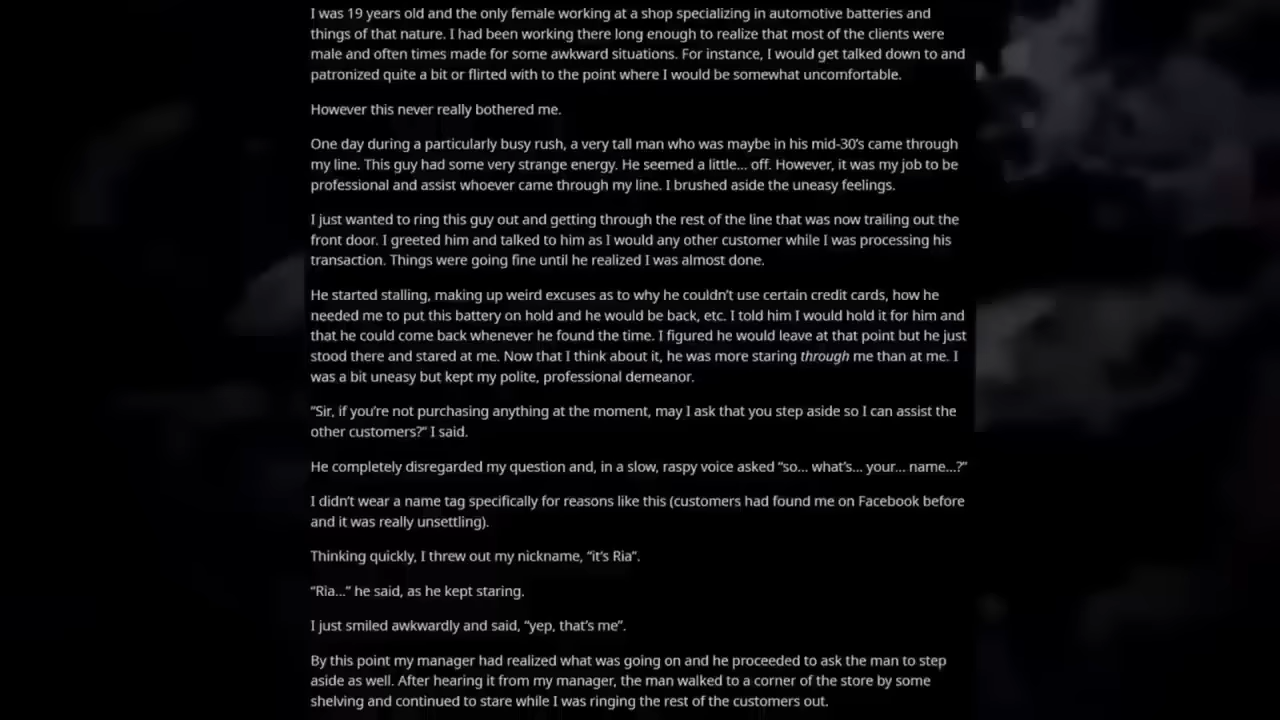 I was 19 years old and the only female working at a shop specializing in automotive batteries and
things of that nature. I had been working there long enough to realize that most of the clients were
male and often times made for some awkward situations. For instance, I would get talked down to and
patronized quite a bit or flirted with to the point where I would be somewhat uncomfortable.
However this never really bothered me.
One day during a particularly busy rush, a very tall man who was maybe in his mid-30’s came through
my line. This guy had some very strange energy. He seemed a little... off. However, it was my job to be
professional and assist whoever came through my line. I brushed aside the uneasy feelings.
I just wanted to ring this guy out and getting through the rest of the line that was now trailing out the
front door. I greeted him and talked to him as I would any other customer while I was processing his
transaction. Things were going fine until he realized I was almost done.
He started stalling, making up weird excuses as to why he couldn’t use certain credit cards, how he
needed me to put this battery on hold and he would be back, etc. I told him I would hold it for him and
that he could come back whenever he found the time. I figured he would leave at that point but he just
stood there and stared at me. Now that I think about it, he was more staring through me than at me. I
was a bit uneasy but kept my polite, professional demeanor.
“Sir, if you’re not purchasing anything at the moment, may I ask that you step aside so I can assist the
other customers?” I said.
He completely disregarded my question and, in a slow, raspy voice asked “so... what’s... your... name...?”
I didn’t wear a name tag specifically for reasons like this (customers had found me on Facebook before
and it was really unsettling).
Thinking quickly, I threw out my nickname, “it’s Ria”.
“Ria...” he said, as he kept staring.
I just smiled awkwardly and said, “yep, that’s me”.
By this point my manager had realized what was going on and he proceeded to ask the man to step
aside as well. After hearing it from my manager, the man walked to a corner of the store by some
shelving and continued to stare while I was ringing the rest of the customers out.